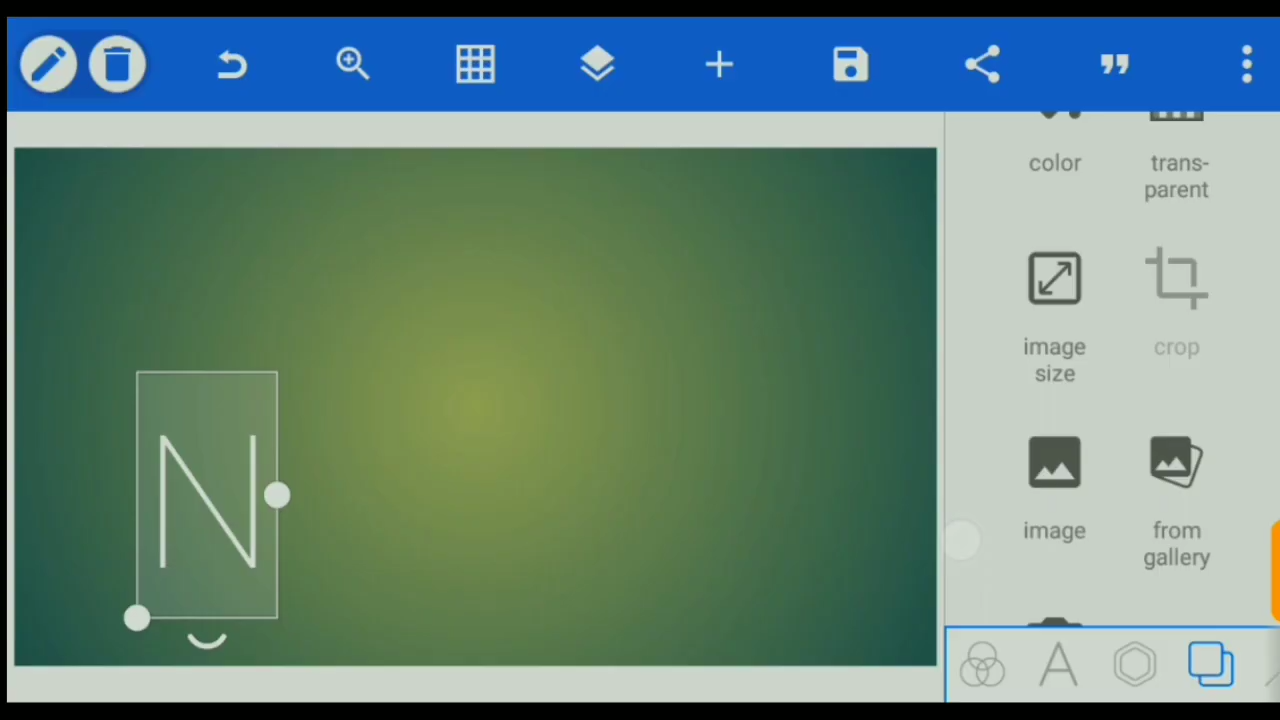 color
trans-
parent
image
size
crop
image
from
gallery
N